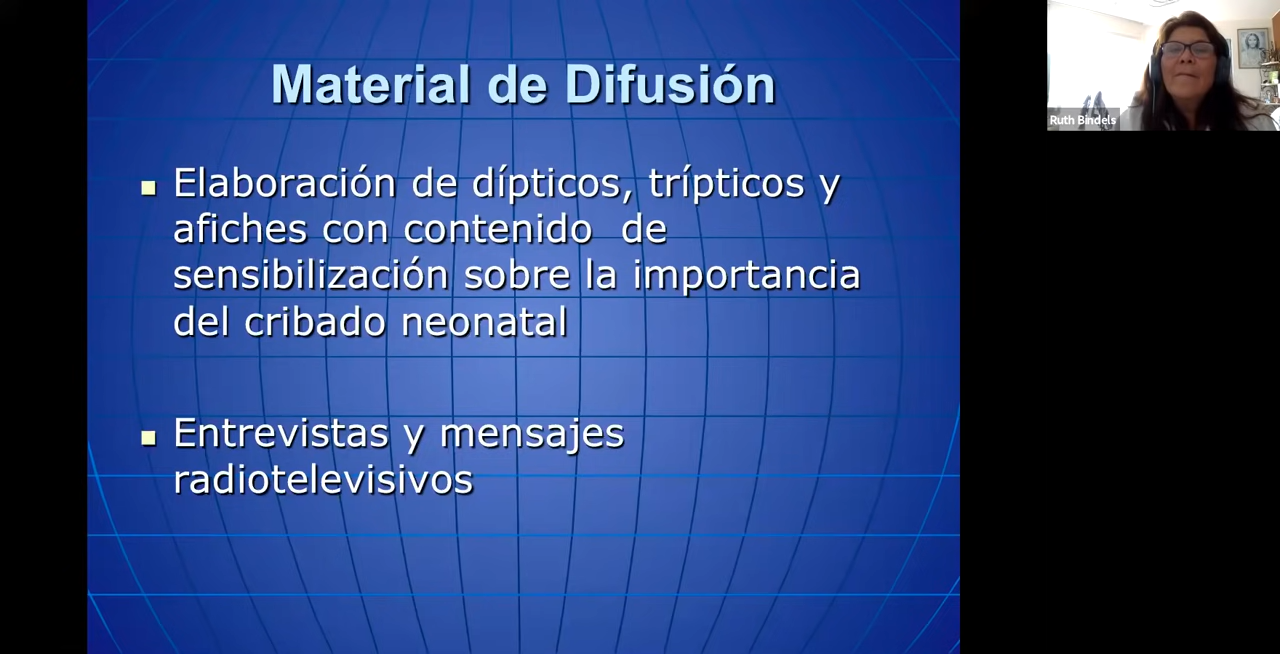 Material de Difusión
Elaboración de dípticos, trípticos y
afiches con contenido  de
sensibilización sobre la importancia
del cribado neonatal
Entrevistas y mensajes
radiotelevisivos
Ruth Bindels